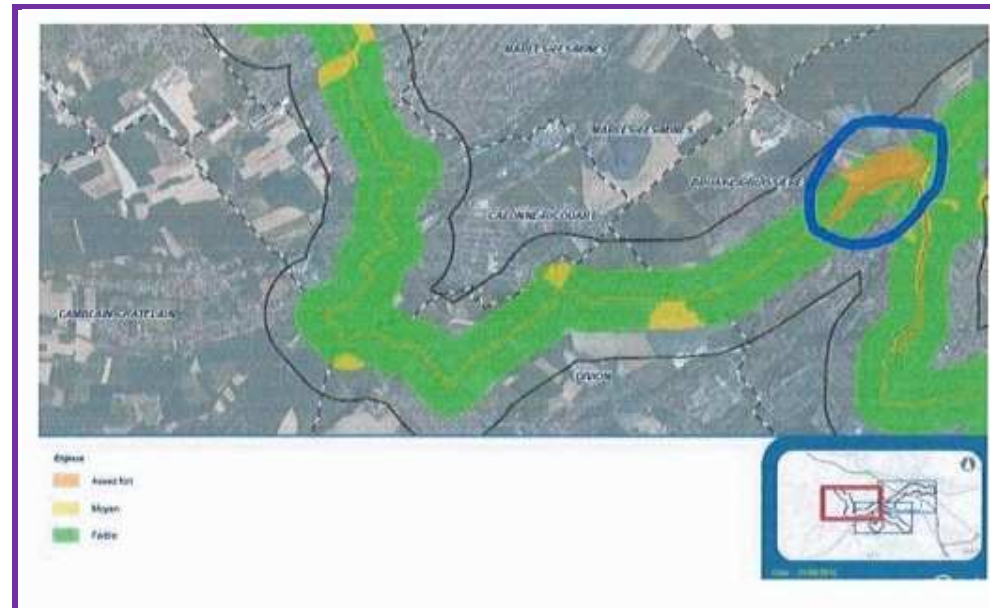 MARLES-LES-MINES
MARLES-LES-MINES
CALONNE-RICOUART
CAMBLAIN-CHATELAIN
DIVION
Enjeux
Assez fort
Moyen
Faible